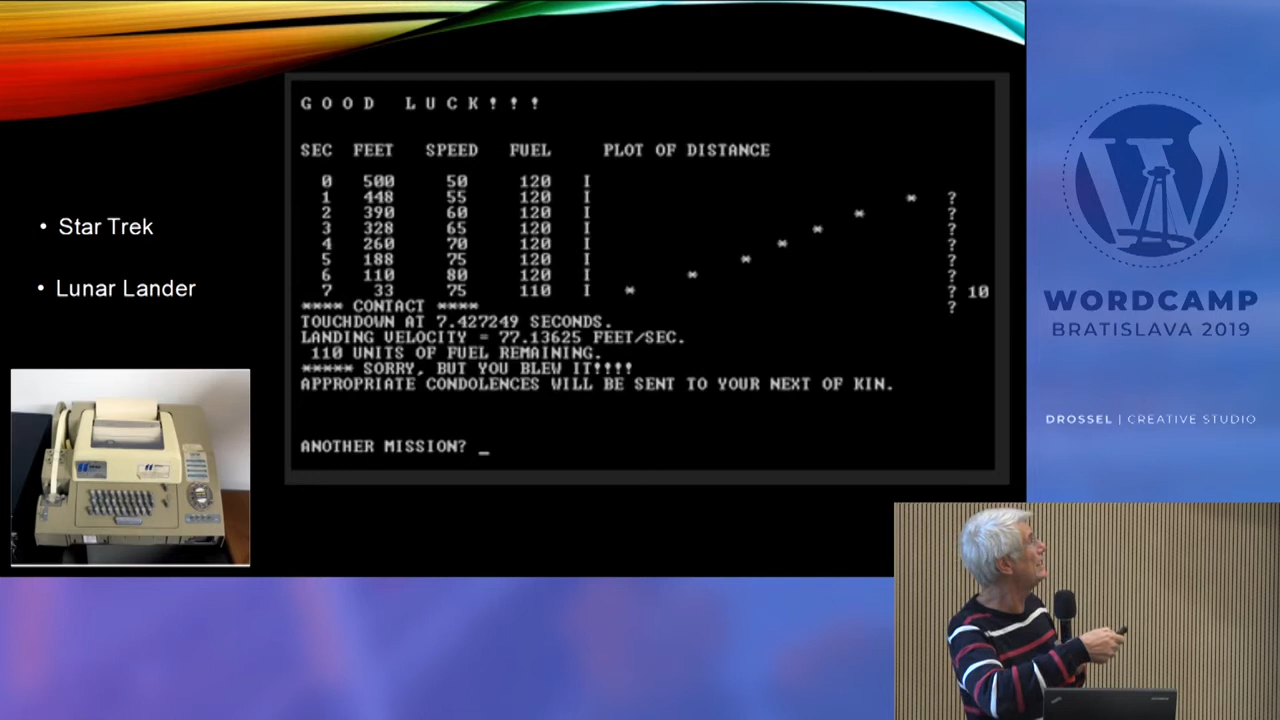 G O O D   L U C K ! ! !
SEC FEET SPEED FUEL PLOT OF DISTANCE
0 500 50 120 I
1 448 55 120 I * ?
2 390 60 120 I * ?
3 328 65 120 I * ?
4 260 70 120 I * ?
5 188 75 120 I * ?
6 110 80 120 I * ?
7 33 75 110 I * ? 10
**** CONTACT **** ?
TOUCHDOWN AT 7.427249 SECONDS.
LANDING VELOCITY = 77.13625 FEET/SEC.
110 UNITS OF FUEL REMAINING.
***** SORRY, BUT YOU BLEW IT!!!!
APPROPRIATE CONDOLENCES WILL BE SENT TO YOUR NEXT OF KIN.
ANOTHER MISSION? _
• Star Trek
• Lunar Lander
WORDCAMP
BRATISLAVA 2019
DROSSEL | CREATIVE STUDIO